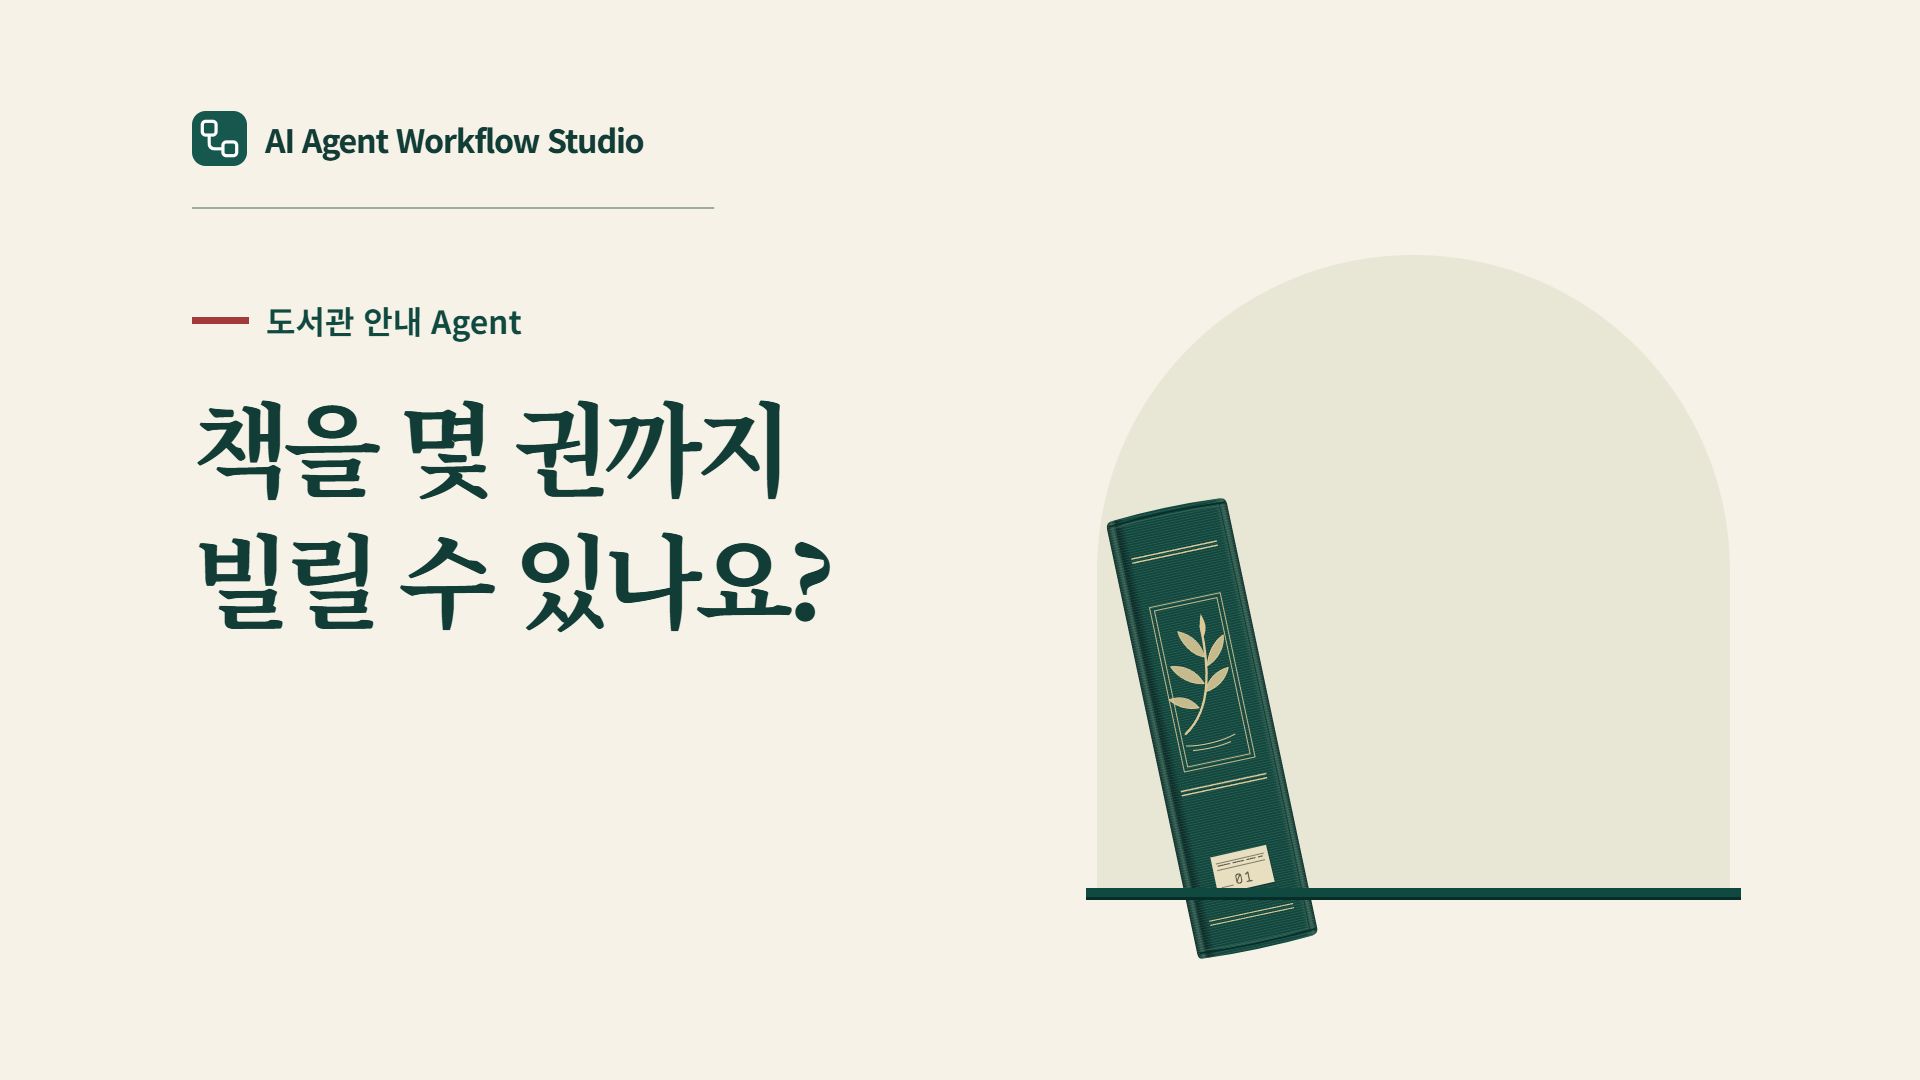 AI Agent Workflow Studio
도서관 안내 Agent
책을 몇 권까지
빌릴 수 있나요?
01